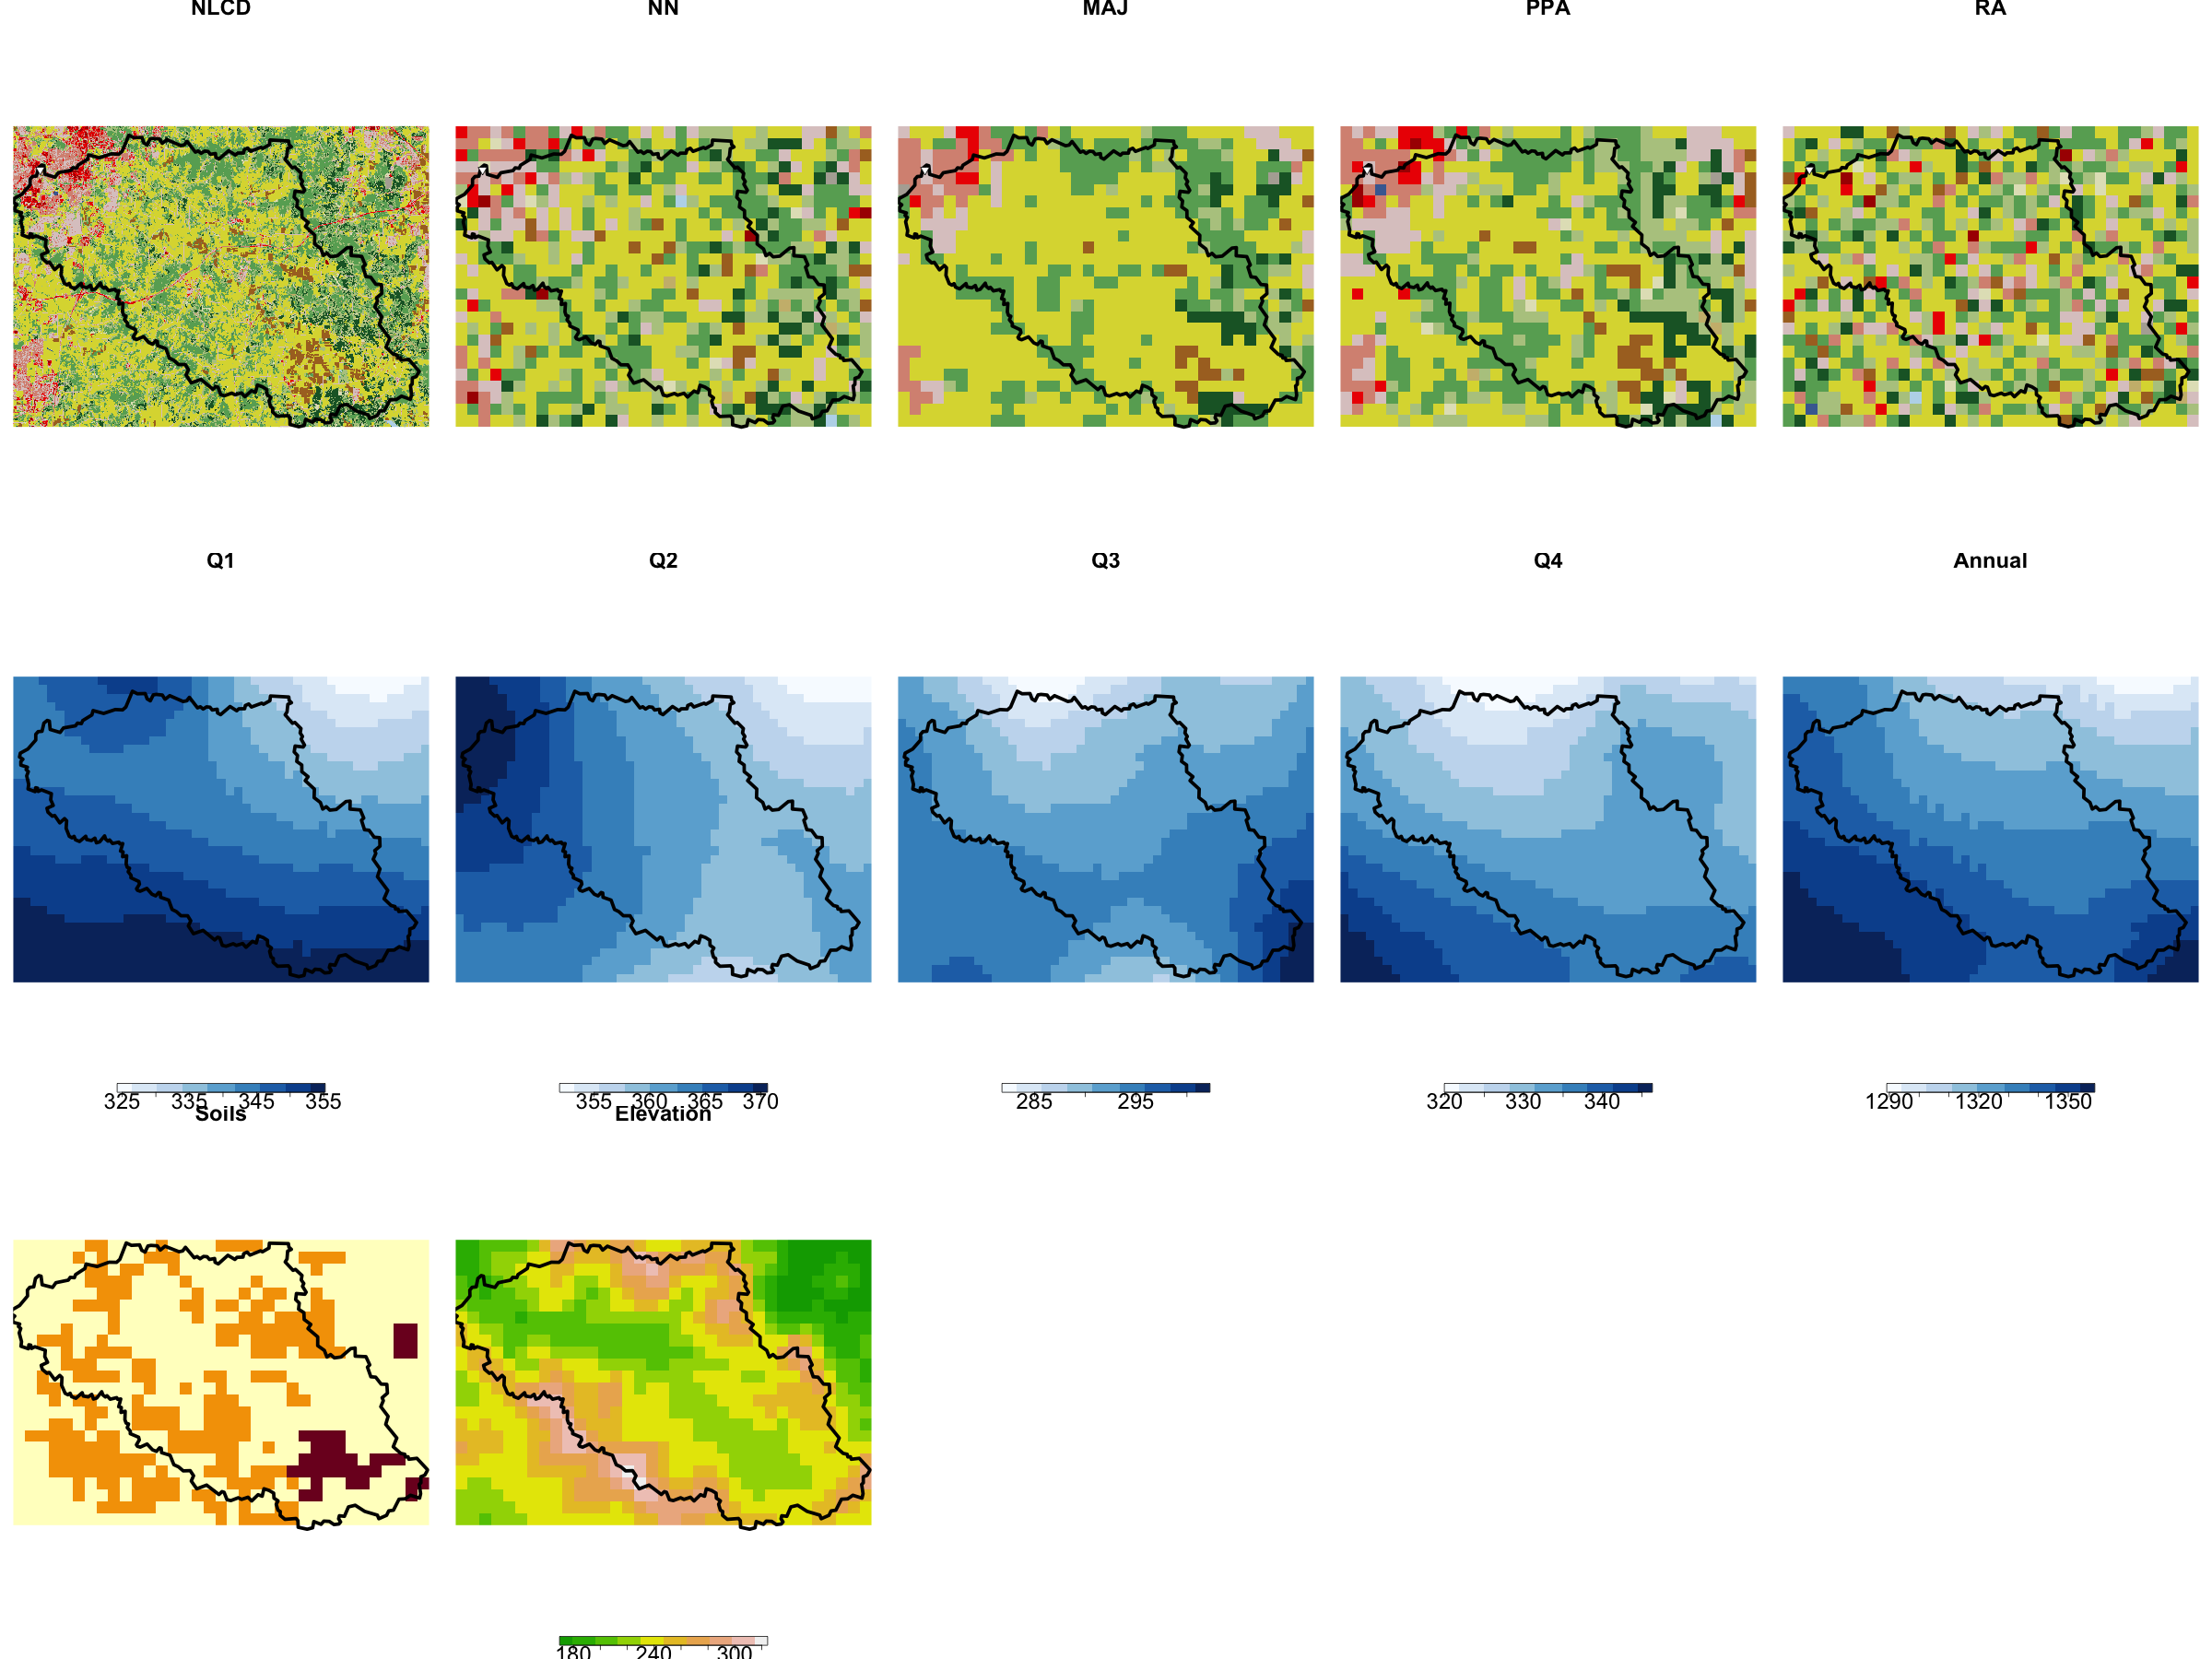 NLCD NN MAJ PPA RA
Q1 Q2 Q3 Q4 Annual
325 335 345 355 355 360 365 370 285 295 320 330 340 1290 1320 1350
Soils Elevation
180 240 300